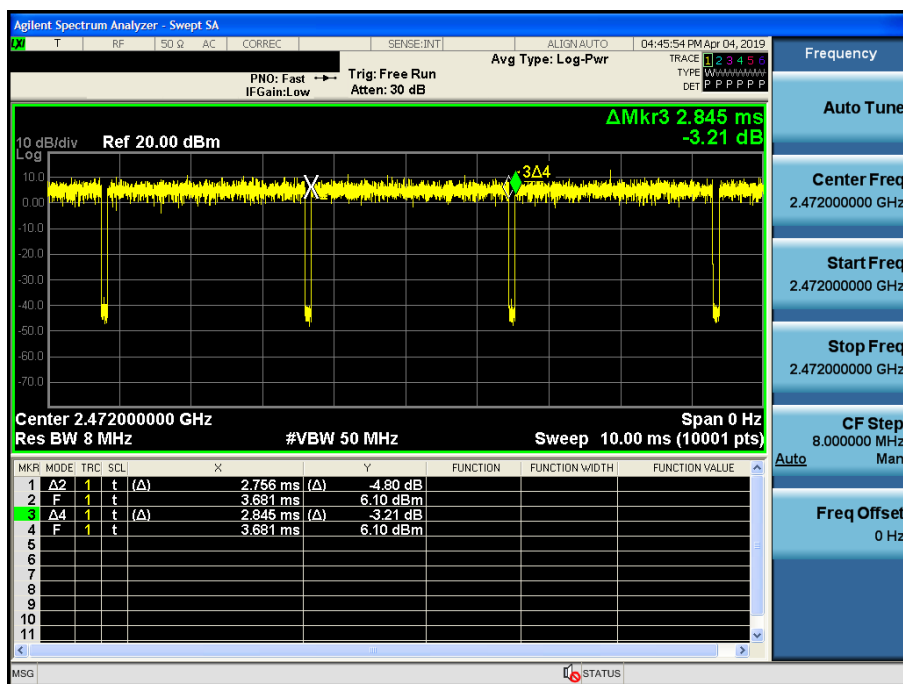 Agilent Spectrum Analyzer - Swept SA
LXI T RF 50 Ω AC CORREC SENSE:INT ALIGN AUTO 04:45:54 PM Apr 04, 2019
Frequency
Avg Type: Log-Pwr
TRACE 1 2 3 4 5 6
TYPE W
DET P P P P P P
PNO: Fast
IFGain:Low
Trig: Free Run
Atten: 30 dB
Auto Tune
ΔMkr3 2.845 ms
-3.21 dB
10 dB/div Ref 20.00 dBm
Log
10.0
0.00
-10.0
-20.0
-30.0
-40.0
-50.0
-60.0
-70.0
3Δ4
Center Freq
2.472000000 GHz
Start Freq
2.472000000 GHz
Stop Freq
2.472000000 GHz
CF Step
8.000000 MHz
Auto Man
Freq Offset
0 Hz
Center 2.472000000 GHz Span 0 Hz
Res BW 8 MHz #VBW 50 MHz Sweep 10.00 ms (10001 pts)
MKR MODE TRC SCL X Y FUNCTION FUNCTION WIDTH FUNCTION VALUE
1 Δ2 1 t (Δ) 2.756 ms (Δ) -4.80 dB
2 F 1 t 3.681 ms 6.10 dBm
3 Δ4 1 t (Δ) 2.845 ms (Δ) -3.21 dB
4 F 1 t 3.681 ms 6.10 dBm
5
6
7
8
9
10
11
MSG STATUS